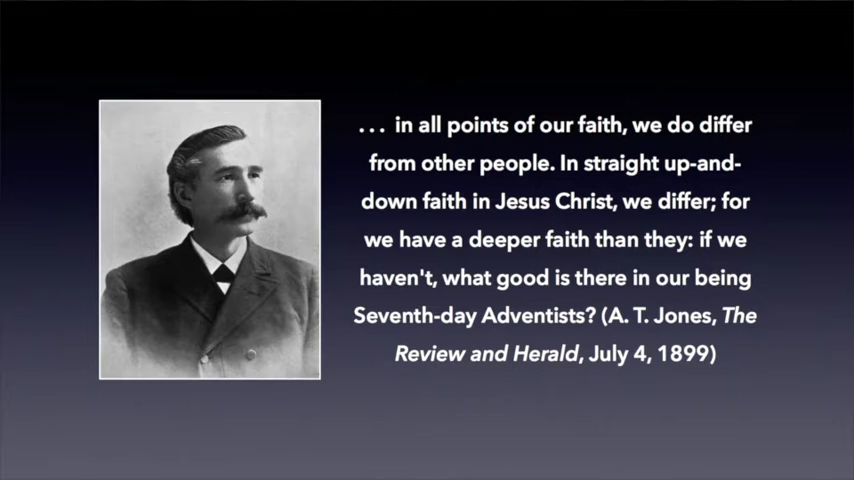 ... in all points of our faith, we do differ
from other people. In straight up-and-
down faith in Jesus Christ, we differ; for
we have a deeper faith than they: if we
haven't, what good is there in our being
Seventh-day Adventists? (A. T. Jones, The
Review and Herald, July 4, 1899)